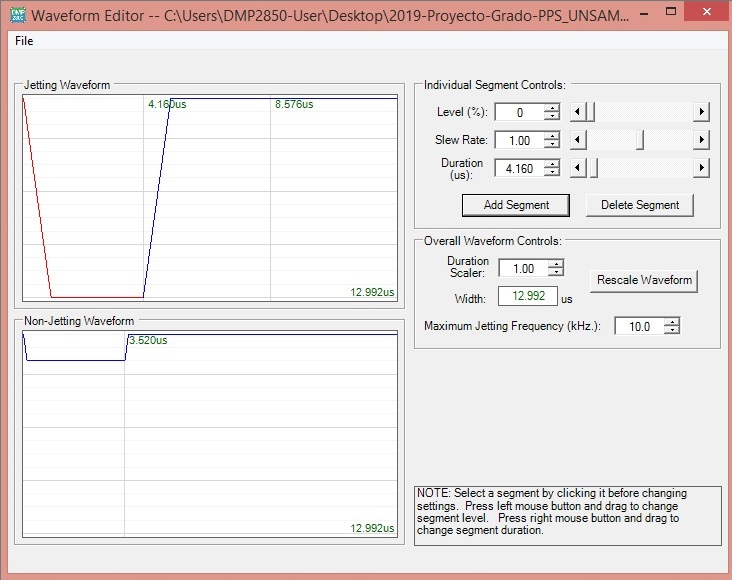 Waveform Editor -- C:\Users\DMP2850-User\Desktop\2019-Proyecto-Grado-PPS_UNSAM...
File
Jetting Waveform
4.160us
8.576us
12.992us
Non-Jetting Waveform
3.520us
12.992us
Individual Segment Controls:
Level (%):
0
Slew Rate:
1.00
Duration
(us):
4.160
Add Segment
Delete Segment
Overall Waveform Controls:
Duration
Scaler:
1.00
Rescale Waveform
Width:
12.992
us
Maximum Jetting Frequency (kHz.):
10.0
NOTE: Select a segment by clicking it before changing
settings. Press left mouse button and drag to change
segment level. Press right mouse button and drag to
change segment duration.